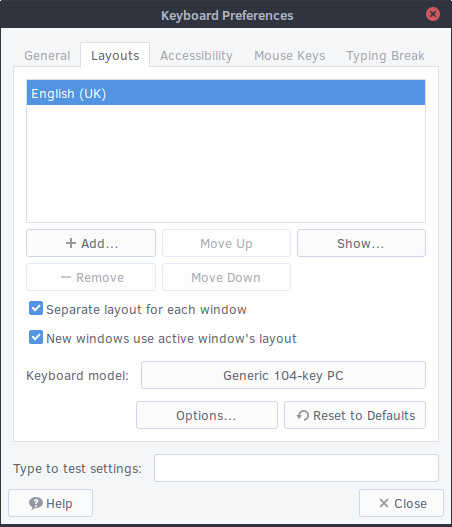 Keyboard Preferences
General Layouts Accessibility Mouse Keys Typing Break
English (UK)
Add... Move Up Show...
Remove Move Down
Separate layout for each window
New windows use active window's layout
Keyboard model: Generic 104-key PC
Options... Reset to Defaults
Type to test settings:
Help Close